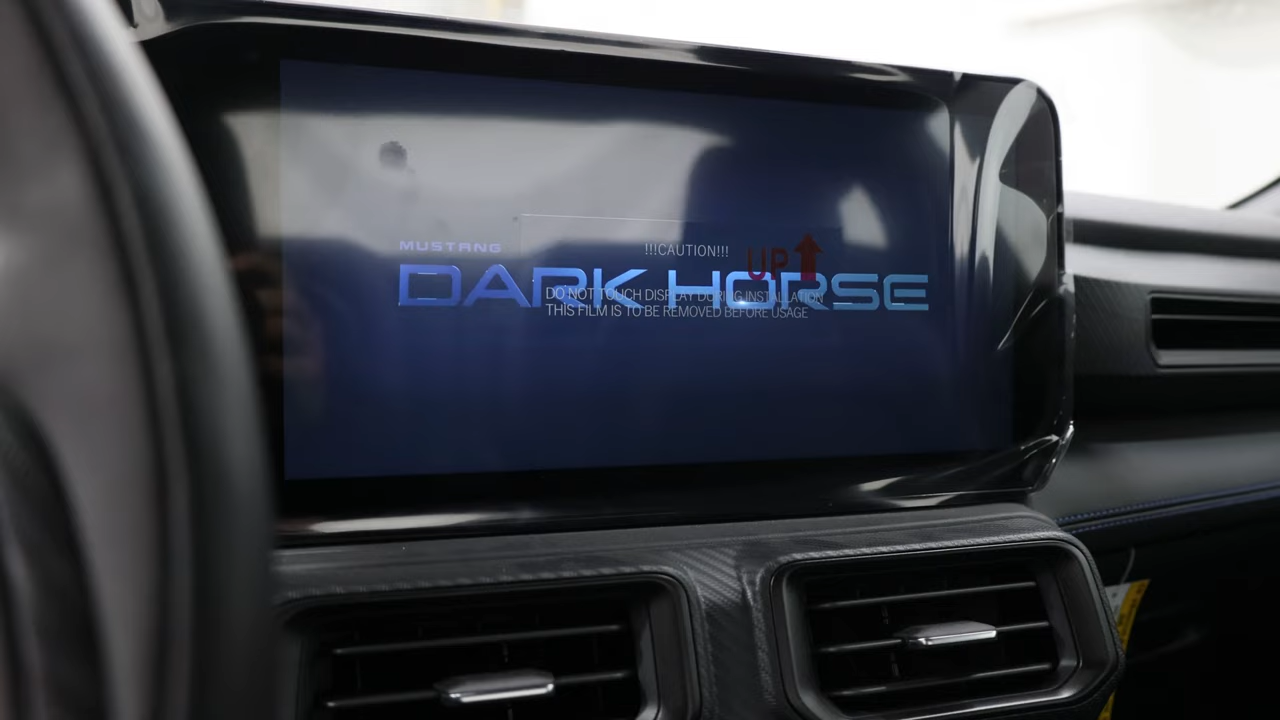 MUSTANG
DARK HORSE
!!!CAUTION!!!
UP
DO NOT TOUCH DISPLAY DURING INSTALLATION
THIS FILM IS TO BE REMOVED BEFORE USAGE